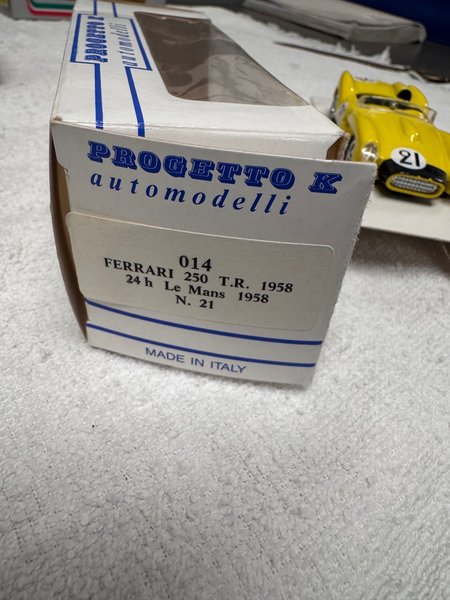 PROGETTO K
automodelli
PROGETTO K
automodelli
014
FERRARI 250 T.R. 1958
24 h Le Mans 1958
N. 21
MADE IN ITALY
21